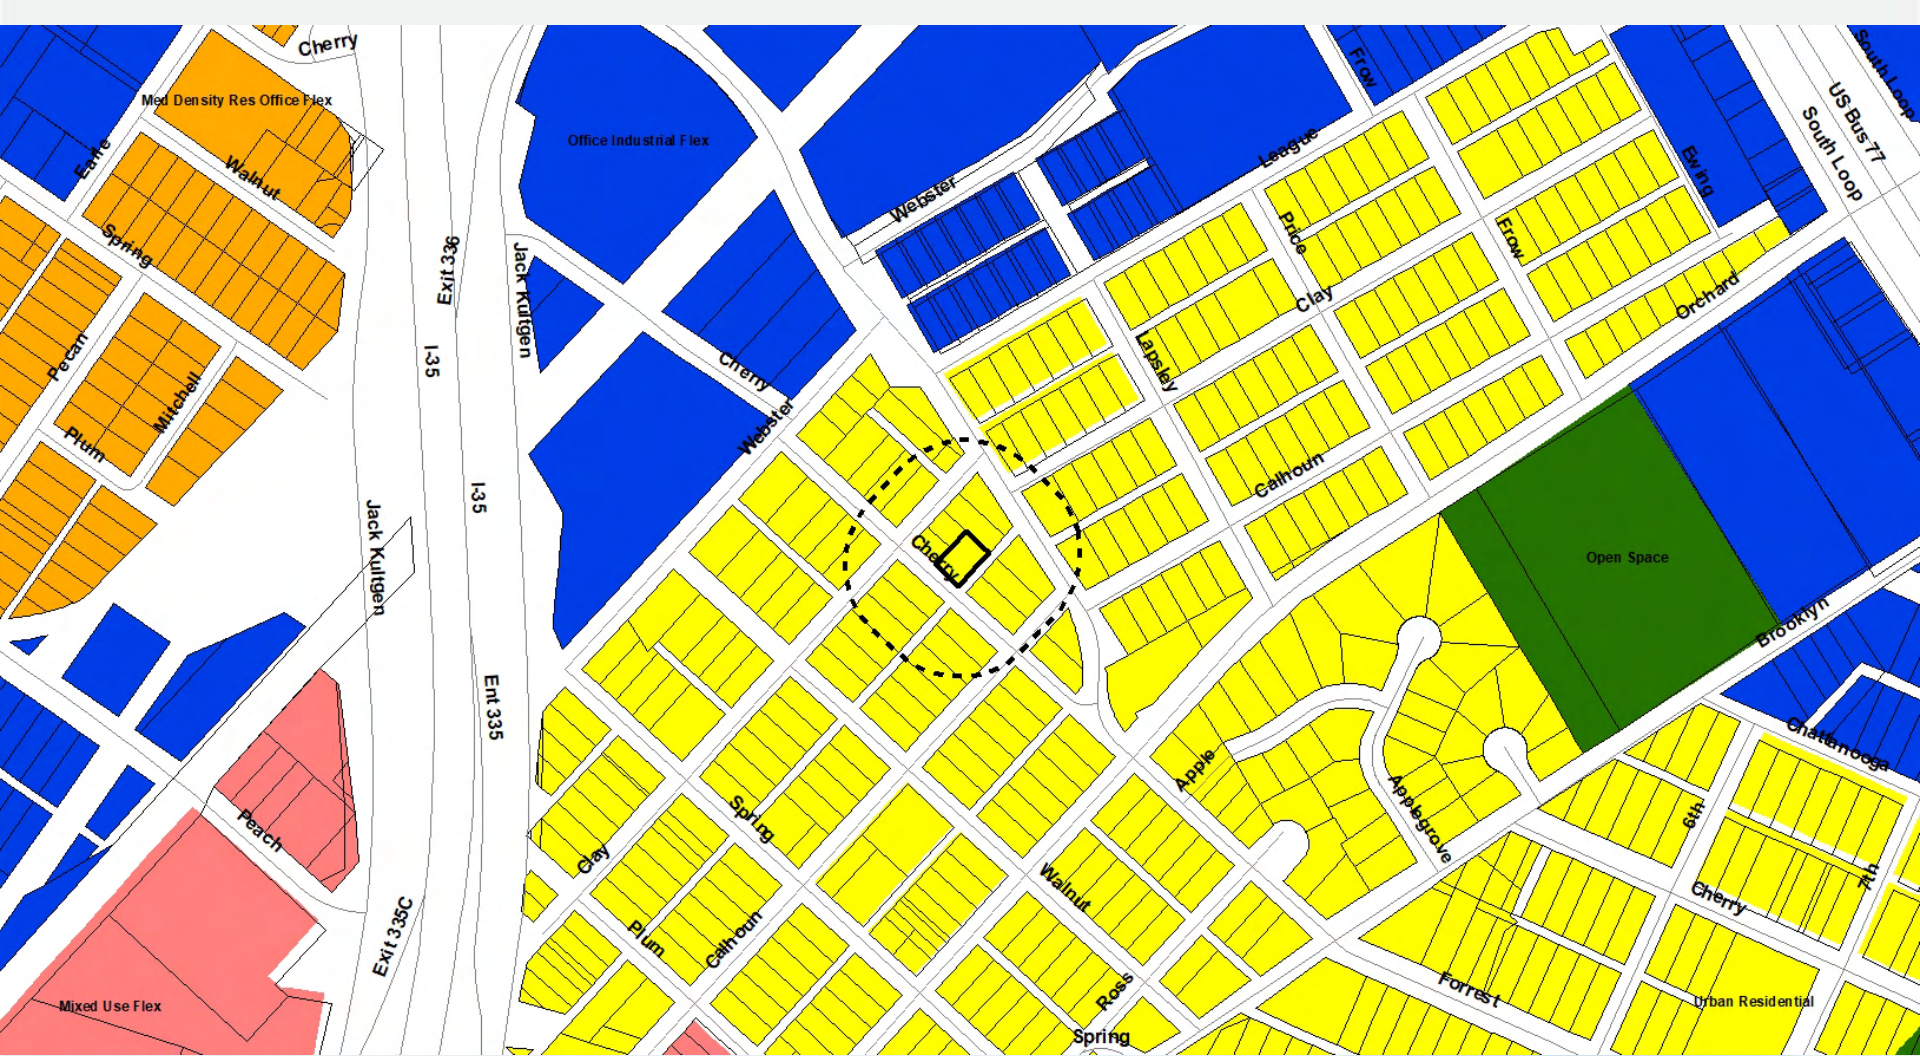 Cherry
Frow
South Loop
US Bus 77
South Loop
Med Density Res Office Flex
Office Industrial Flex
Earle
Walnut
League
Ewing
Webster
Spring
Exit 336
Jack Kultgen
Price
Frow
Clay
Orchard
I-35
Pecan
Lapsley
Cherry
Mitchell
Webster
Plum
Calhoun
I-35
Jack Kultgen
Cherry
Open Space
Brooklyn
Ent 335
Chattanooga
Apple
Applegrove
Spring
6th
Peach
Clay
Walnut
7th
Cherry
Exit 335C
Plum
Calhoun
Ross
Forrest
Mixed Use Flex
Urban Residential
Spring